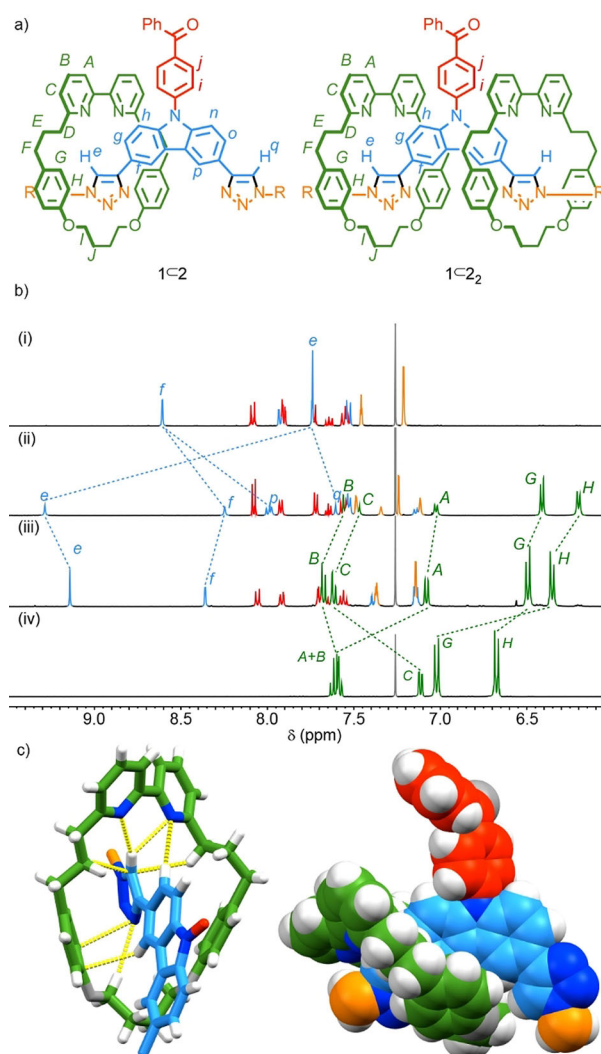 a)
Ph O
j
i
B A
C
E D
F G
H
h N n
g o
H e
f p
H q
N N
R N N N
N N N R
O O
I J
1⊂2
Ph O
j
i
N
h
e H
g
f
H
N N
N N
R N N N
N N N R
O O
O O
1⊂2₂
b)
(i)
f
e
(ii)
e
f
p
q
B
C
A
G
H
(iii)
e
f
B
C
A
G
H
(iv)
A+B
C
G
H
9.0 8.5 8.0 7.5 7.0 6.5
δ (ppm)
c)